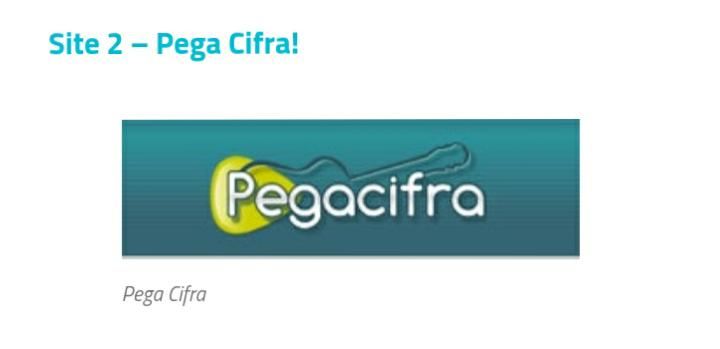 Site 2 – Pega Cifra!
Pegacifra
Pega Cifra